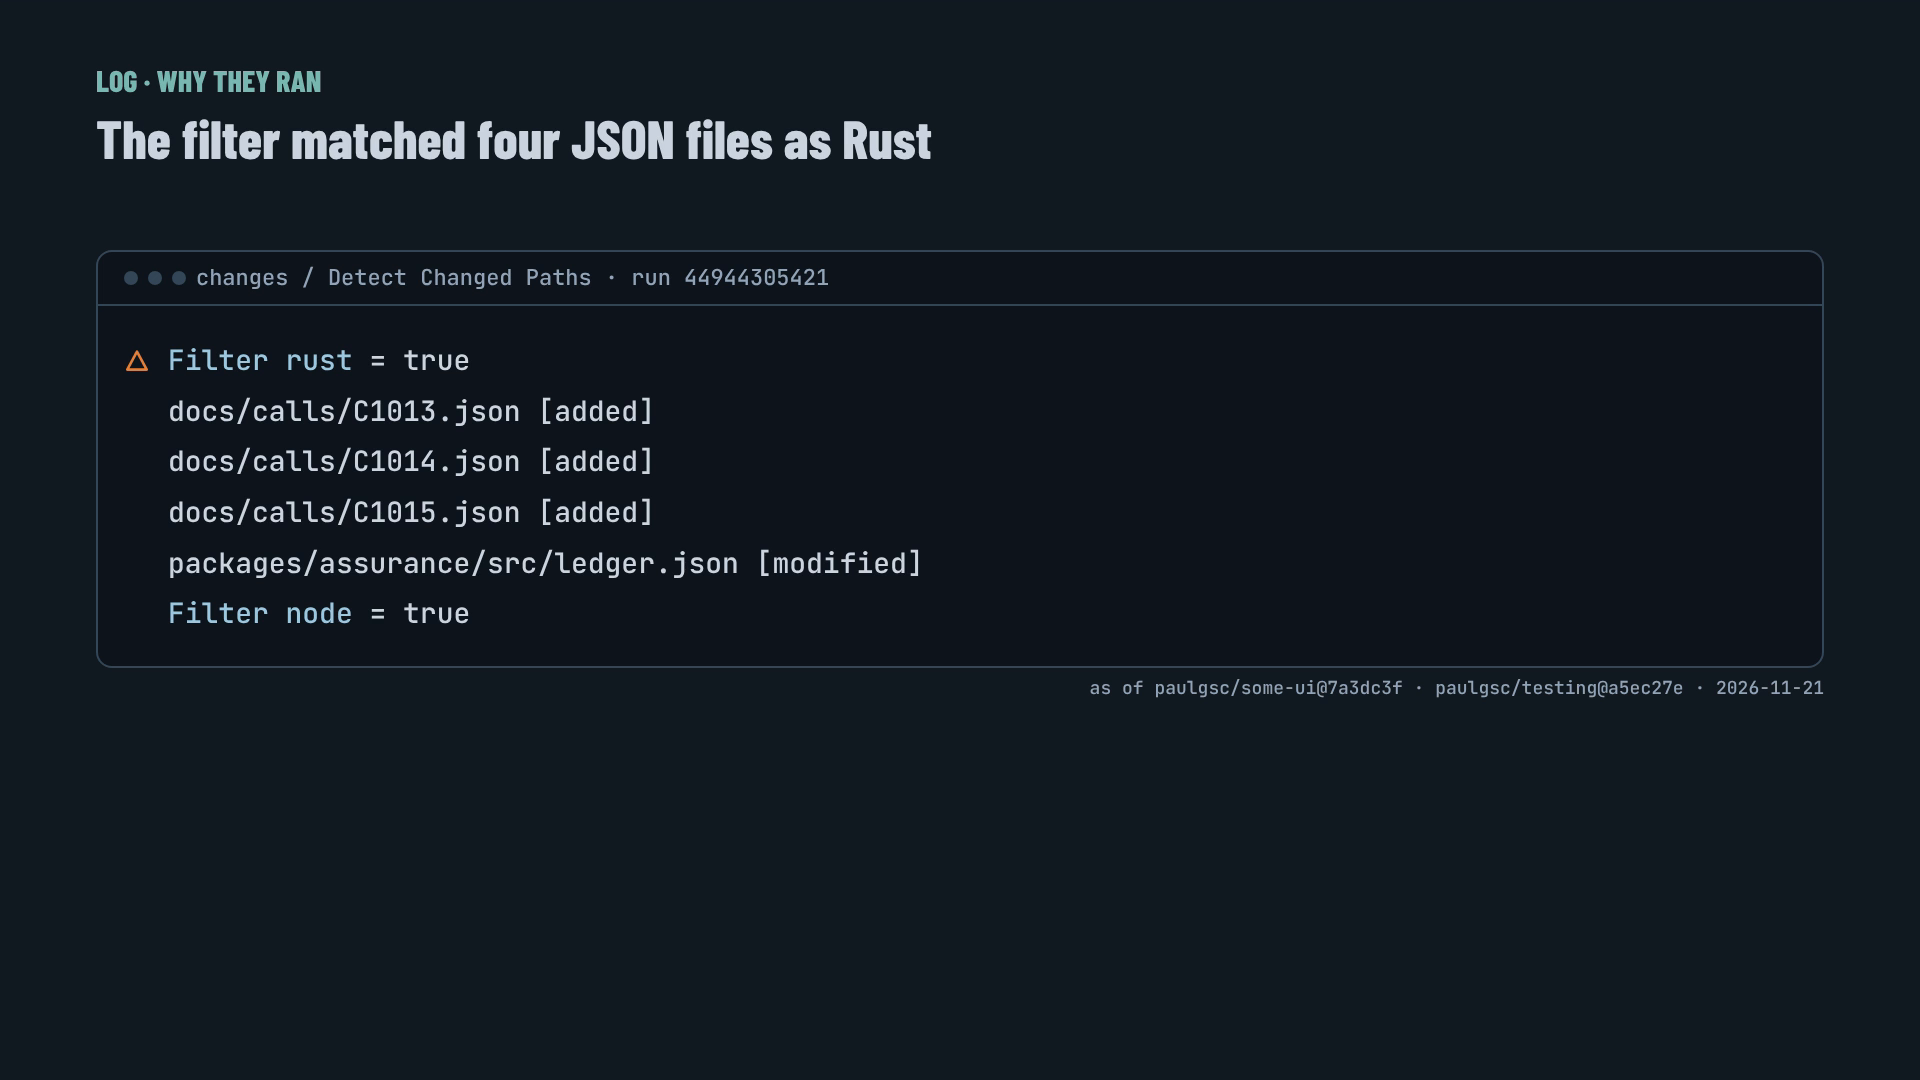 LOG · WHY THEY RAN
The filter matched four JSON files as Rust
changes / Detect Changed Paths · run 44944305421
Filter rust = true
docs/calls/C1013.json [added]
docs/calls/C1014.json [added]
docs/calls/C1015.json [added]
packages/assurance/src/ledger.json [modified]
Filter node = true
as of paulgsc/some-ui@7a3dc3f · paulgsc/testing@a5ec27e · 2026-11-21